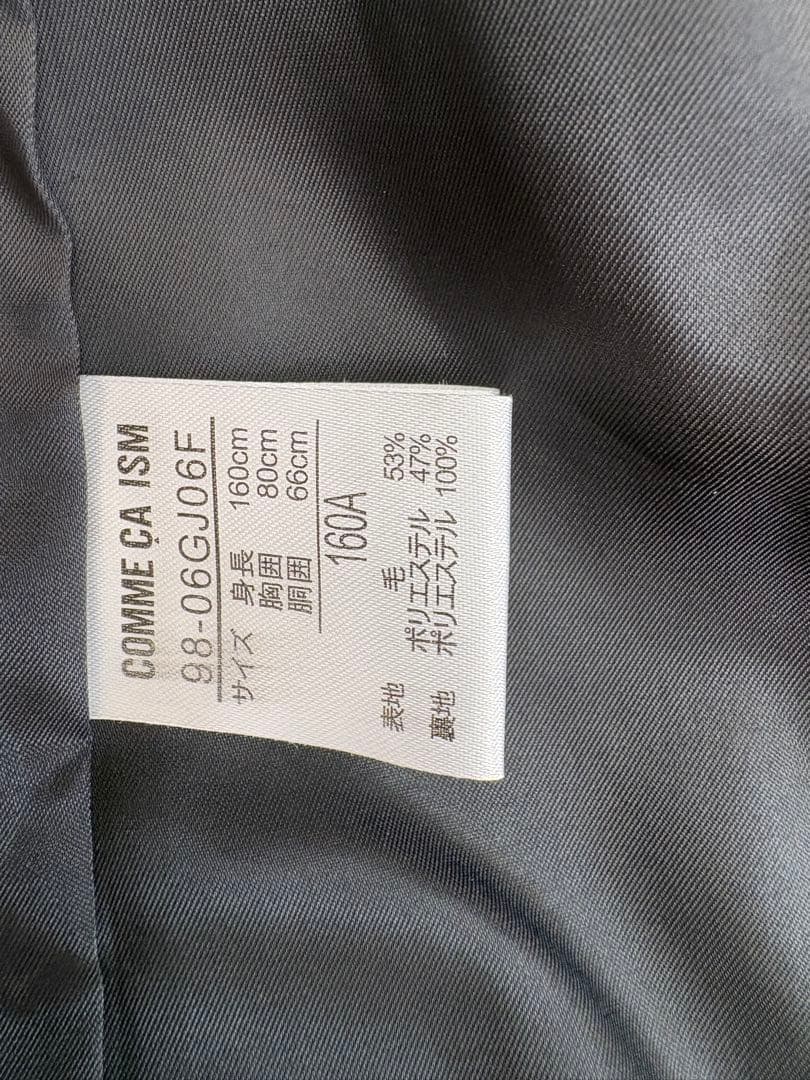 COMME ÇA ISM
98-06GJ06F
サイズ 身長 160cm
胸囲 80cm
胴囲 66cm
160A
表地 毛 53%
ポリエステル 47%
裏地 ポリエステル 100%